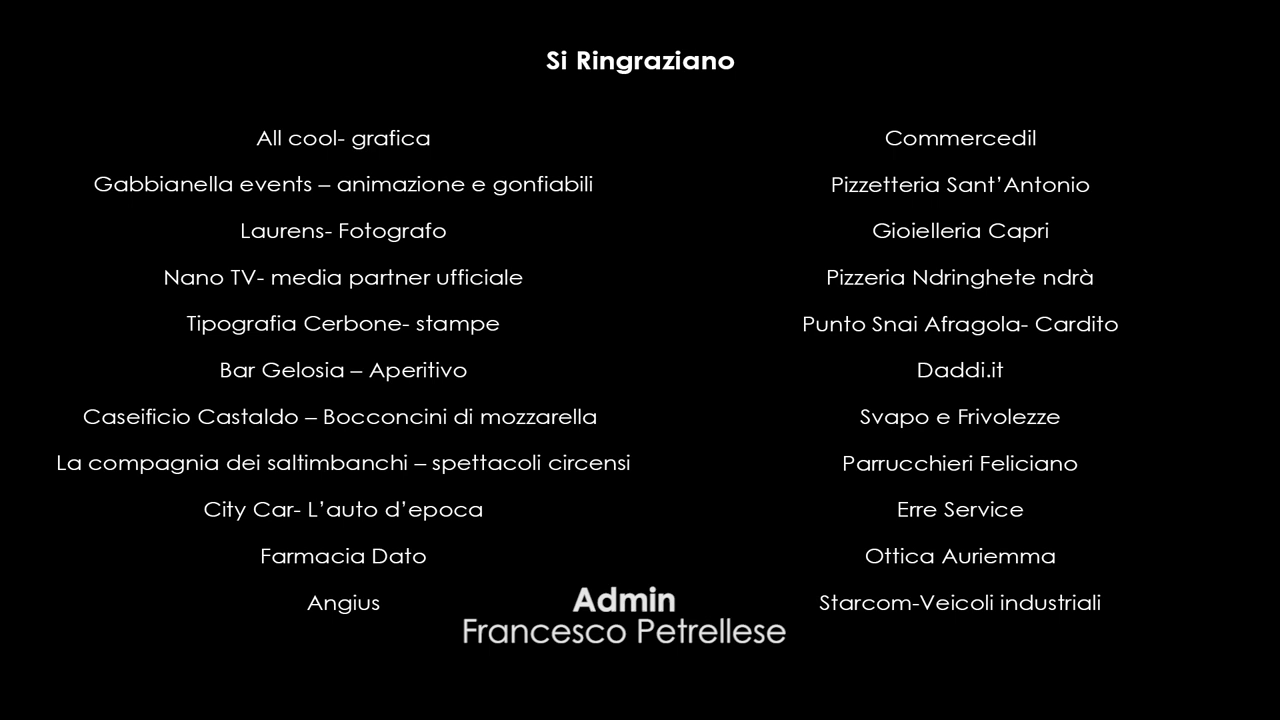 Si Ringraziano
All cool- grafica
Gabbianella events – animazione e gonfiabili
Laurens- Fotografo
Nano TV- media partner ufficiale
Tipografia Cerbone- stampe
Bar Gelosia – Aperitivo
Caseificio Castaldo – Bocconcini di mozzarella
La compagnia dei saltimbanchi – spettacoli circensi
City Car- L’auto d’epoca
Farmacia Dato
Angius
Commercedil
Pizzetteria Sant’Antonio
Gioielleria Capri
Pizzeria Ndringhete ndrà
Punto Snai Afragola- Cardito
Daddi.it
Svapo e Frivolezze
Parrucchieri Feliciano
Erre Service
Ottica Auriemma
Starcom-Veicoli industriali
Admin
Francesco Petrellese